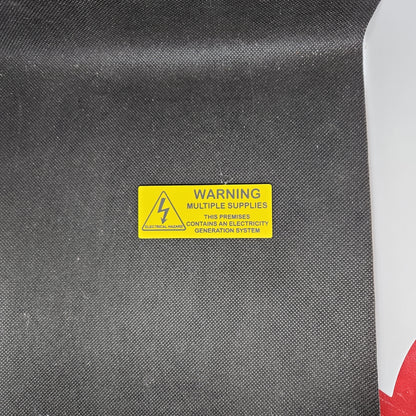 WARNING
MULTIPLE SUPPLIES
THIS PREMISES
CONTAINS AN ELECTRICITY
GENERATION SYSTEM
ELECTRICAL HAZARD